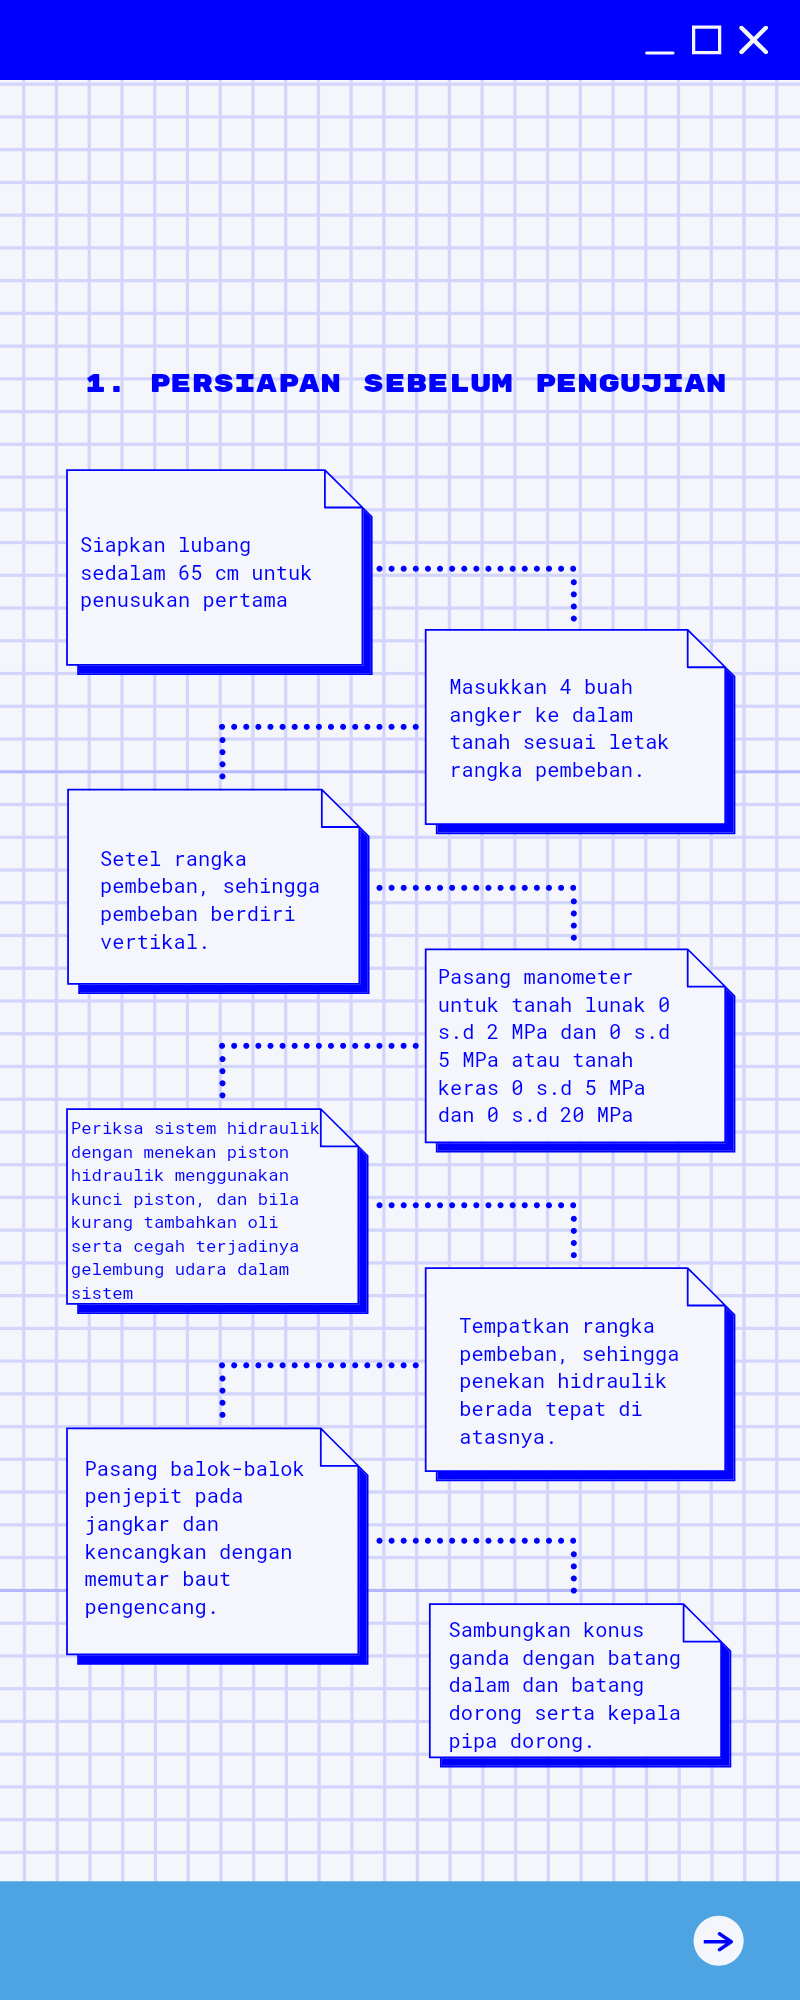 1. PERSIAPAN SEBELUM PENGUJIAN
Siapkan lubang
sedalam 65 cm untuk
penusukan pertama
Masukkan 4 buah
angker ke dalam
tanah sesuai letak
rangka pembeban.
Setel rangka
pembeban, sehingga
pembeban berdiri
vertikal.
Pasang manometer
untuk tanah lunak 0
s.d 2 MPa dan 0 s.d
5 MPa atau tanah
keras 0 s.d 5 MPa
dan 0 s.d 20 MPa
Periksa sistem hidraulik
dengan menekan piston
hidraulik menggunakan
kunci piston, dan bila
kurang tambahkan oli
serta cegah terjadinya
gelembung udara dalam
sistem
Tempatkan rangka
pembeban, sehingga
penekan hidraulik
berada tepat di
atasnya.
Pasang balok-balok
penjepit pada
jangkar dan
kencangkan dengan
memutar baut
pengencang.
Sambungkan konus
ganda dengan batang
dalam dan batang
dorong serta kepala
pipa dorong.